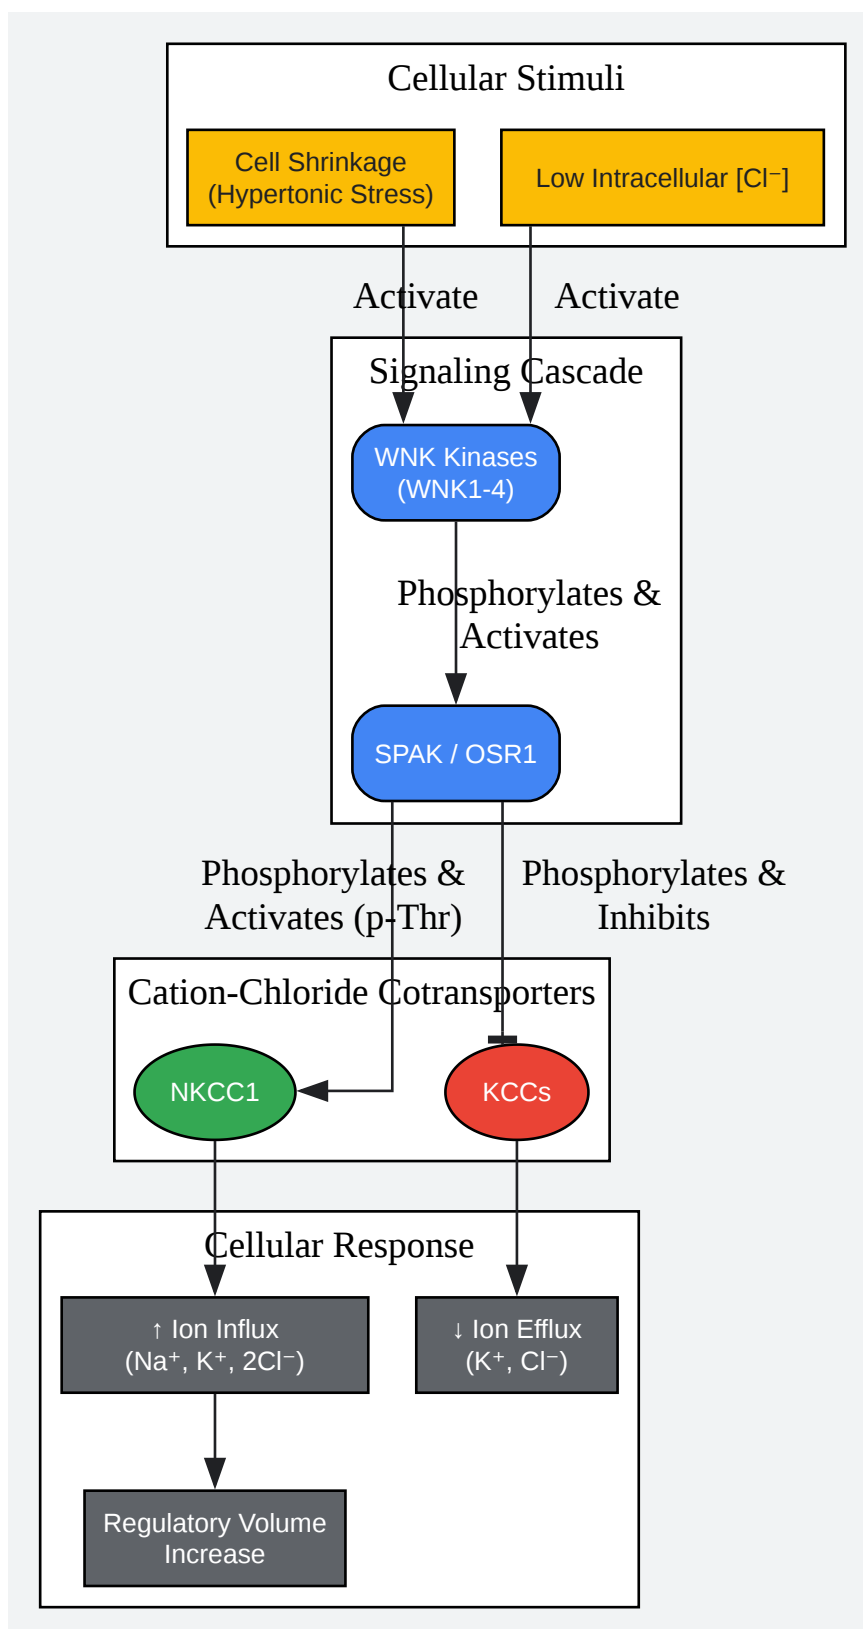 Cellular Stimuli
Cell Shrinkage
(Hypertonic Stress)
Low Intracellular [Cl⁻]
Activate
Activate
Signaling Cascade
WNK Kinases
(WNK1-4)
Phosphorylates &
Activates
SPAK / OSR1
Phosphorylates &
Activates (p-Thr)
Phosphorylates &
Inhibits
Cation-Chloride Cotransporters
NKCC1
KCCs
Cellular Response
↑ Ion Influx
(Na⁺, K⁺, 2Cl⁻)
↓ Ion Efflux
(K⁺, Cl⁻)
Regulatory Volume
Increase